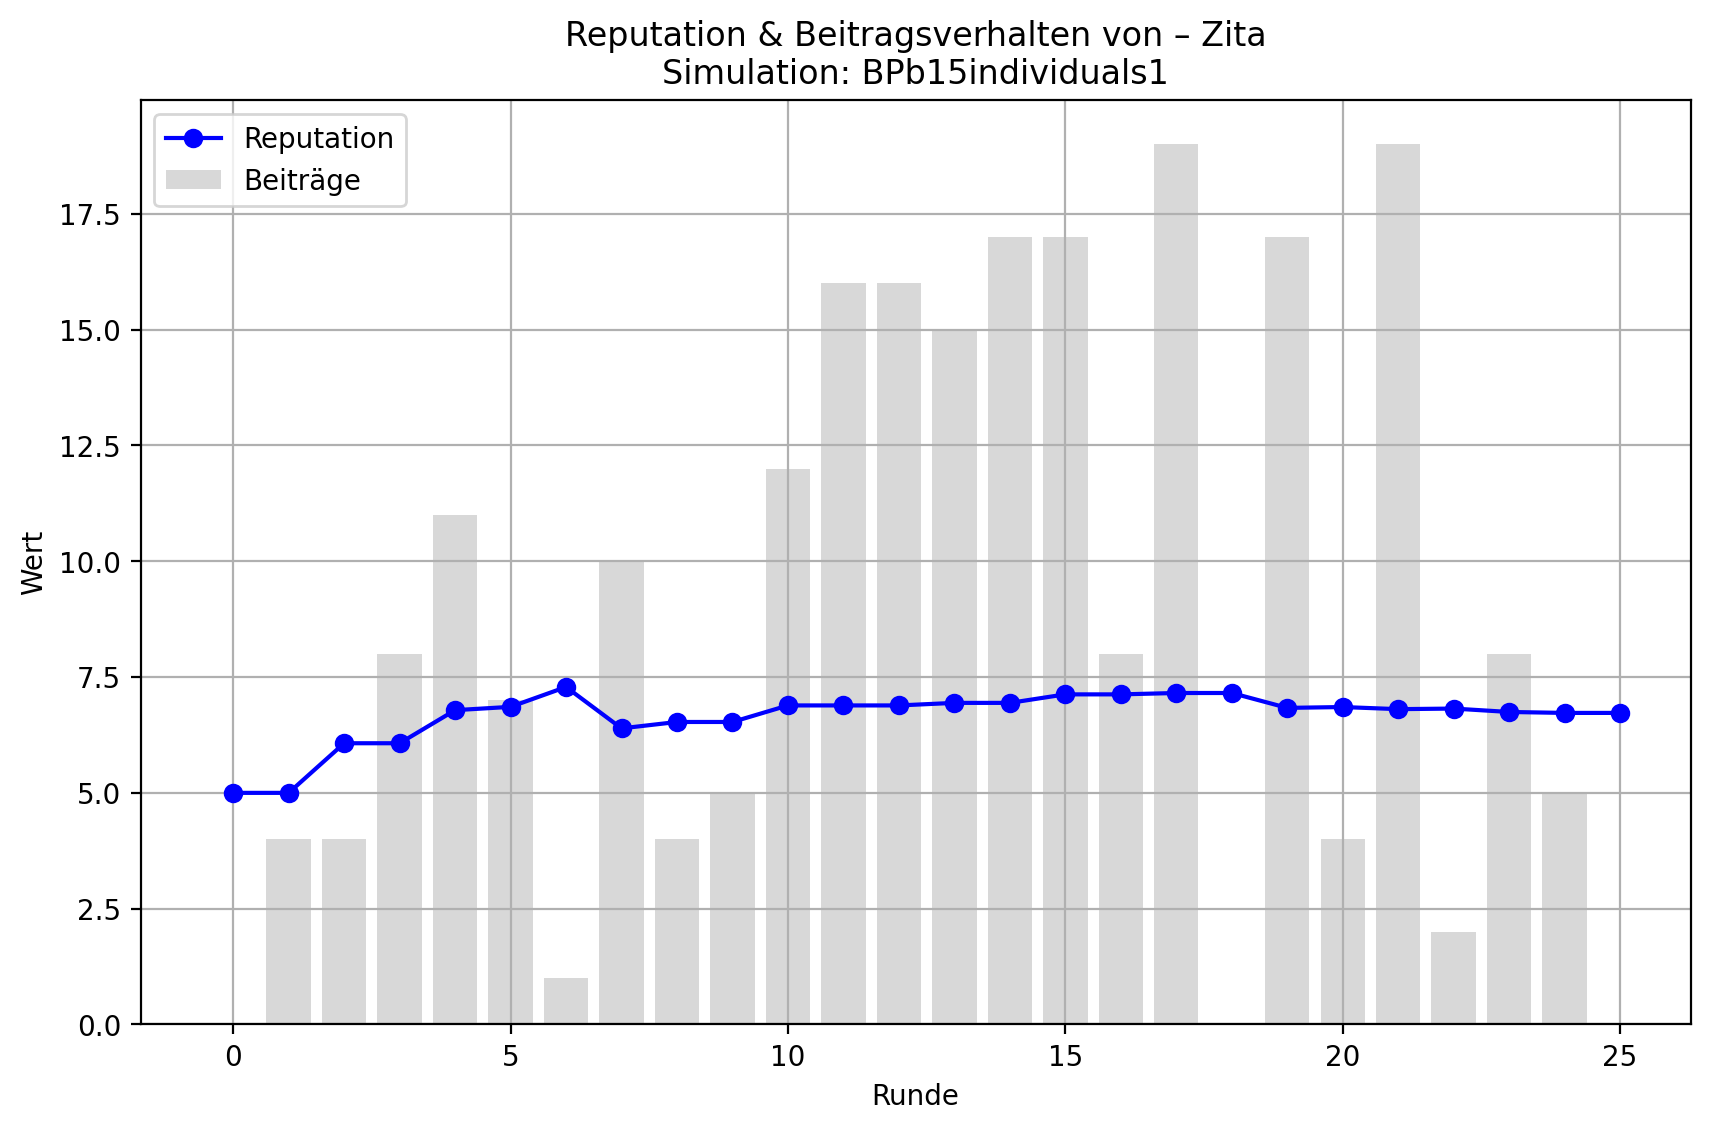 Reputation & Beitragsverhalten von – Zita
Simulation: BPb15individuals1
Reputation
Beiträge
Wert
17.5
15.0
12.5
10.0
7.5
5.0
2.5
0.0
0 5 10 15 20 25
Runde